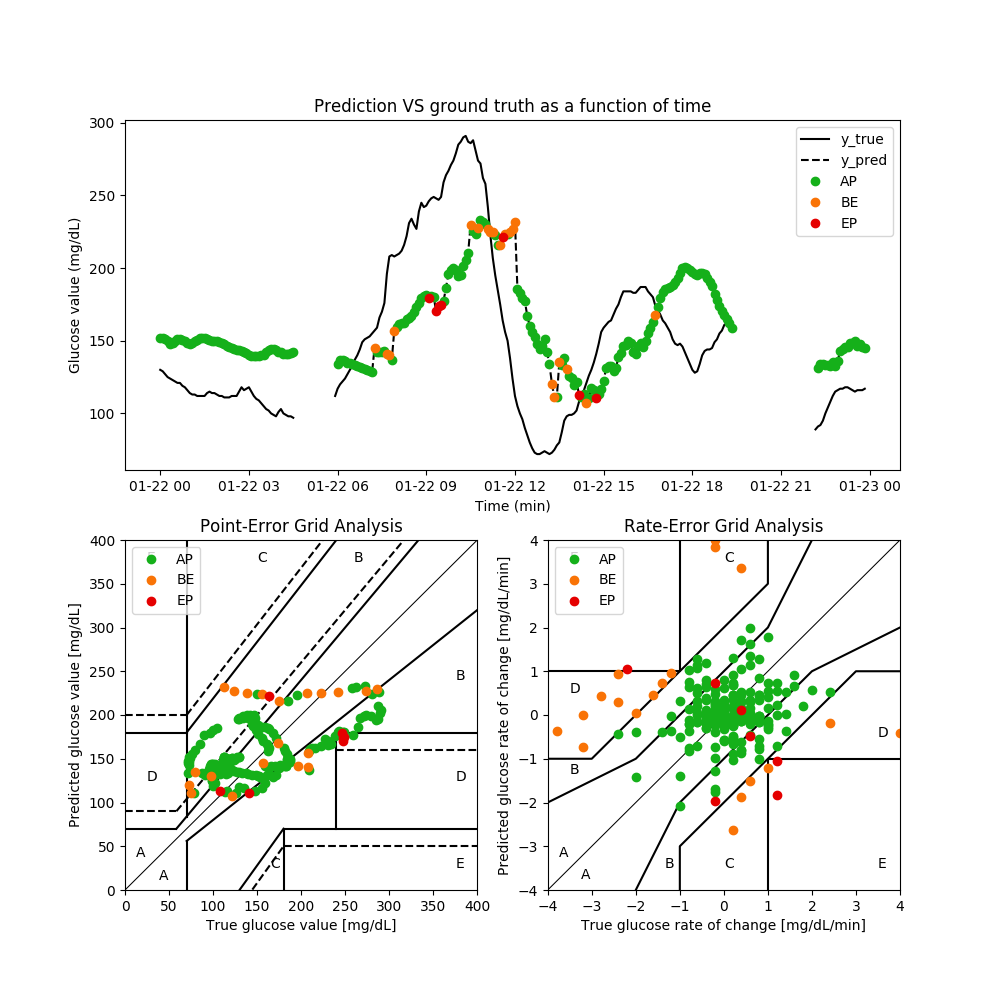 Prediction VS ground truth as a function of time
Glucose value (mg/dL)
300
250
200
150
100
y_true
y_pred
AP
BE
EP
01-22 00 01-22 03 01-22 06 01-22 09 01-22 12 01-22 15 01-22 18 01-22 21 01-23 00
Time (min)
Point-Error Grid Analysis
Predicted glucose value [mg/dL]
400
350
300
250
200
150
100
50
0
AP
BE
EP
C
B
B
D
D
A
A
C
E
0 50 100 150 200 250 300 350 400
True glucose value [mg/dL]
Rate-Error Grid Analysis
Predicted glucose rate of change [mg/dL/min]
4
3
2
1
0
−1
−2
−3
−4
AP
BE
EP
C
D
D
B
A
A
B
C
E
−4 −3 −2 −1 0 1 2 3 4
True glucose rate of change [mg/dL/min]